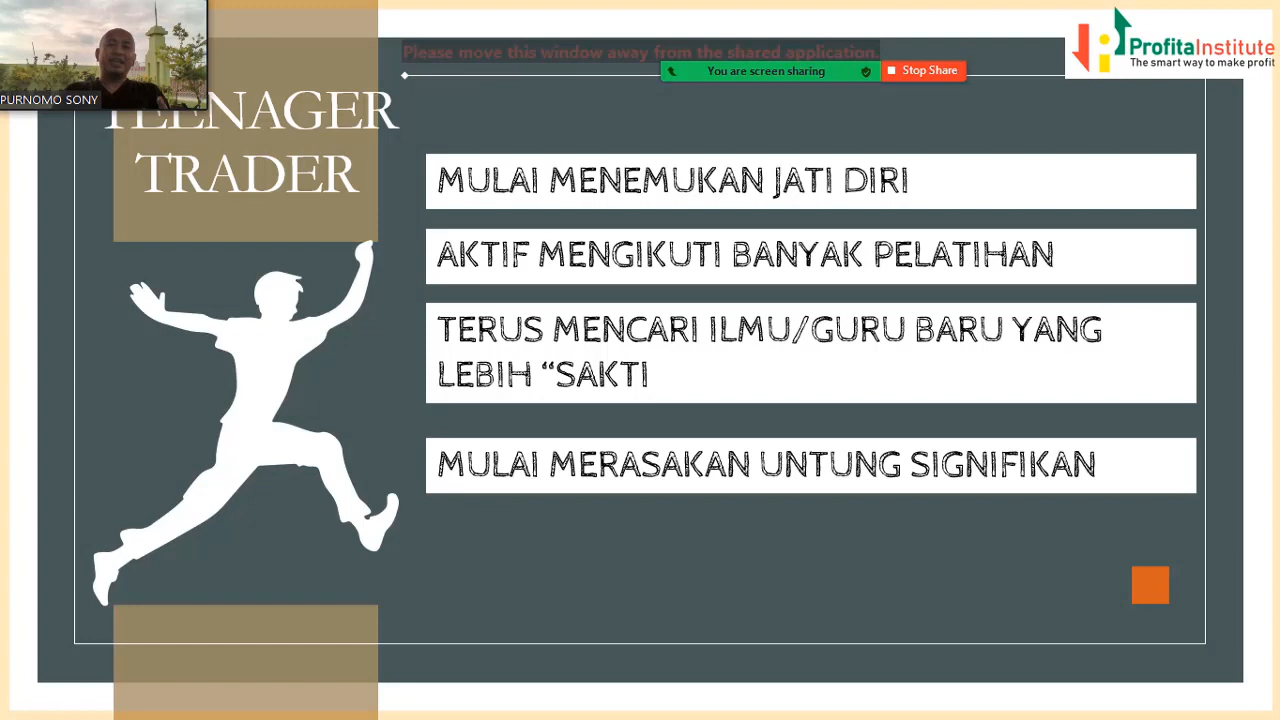 Please move this window away from the shared application.
You are screen sharing
Stop Share
ProfitaInstitute
The smart way to make profit
PURNOMO SONY
TEENAGER
TRADER
MULAI MENEMUKAN JATI DIRI
AKTIF MENGIKUTI BANYAK PELATIHAN
TERUS MENCARI ILMU/GURU BARU YANG
LEBIH “SAKTI
MULAI MERASAKAN UNTUNG SIGNIFIKAN